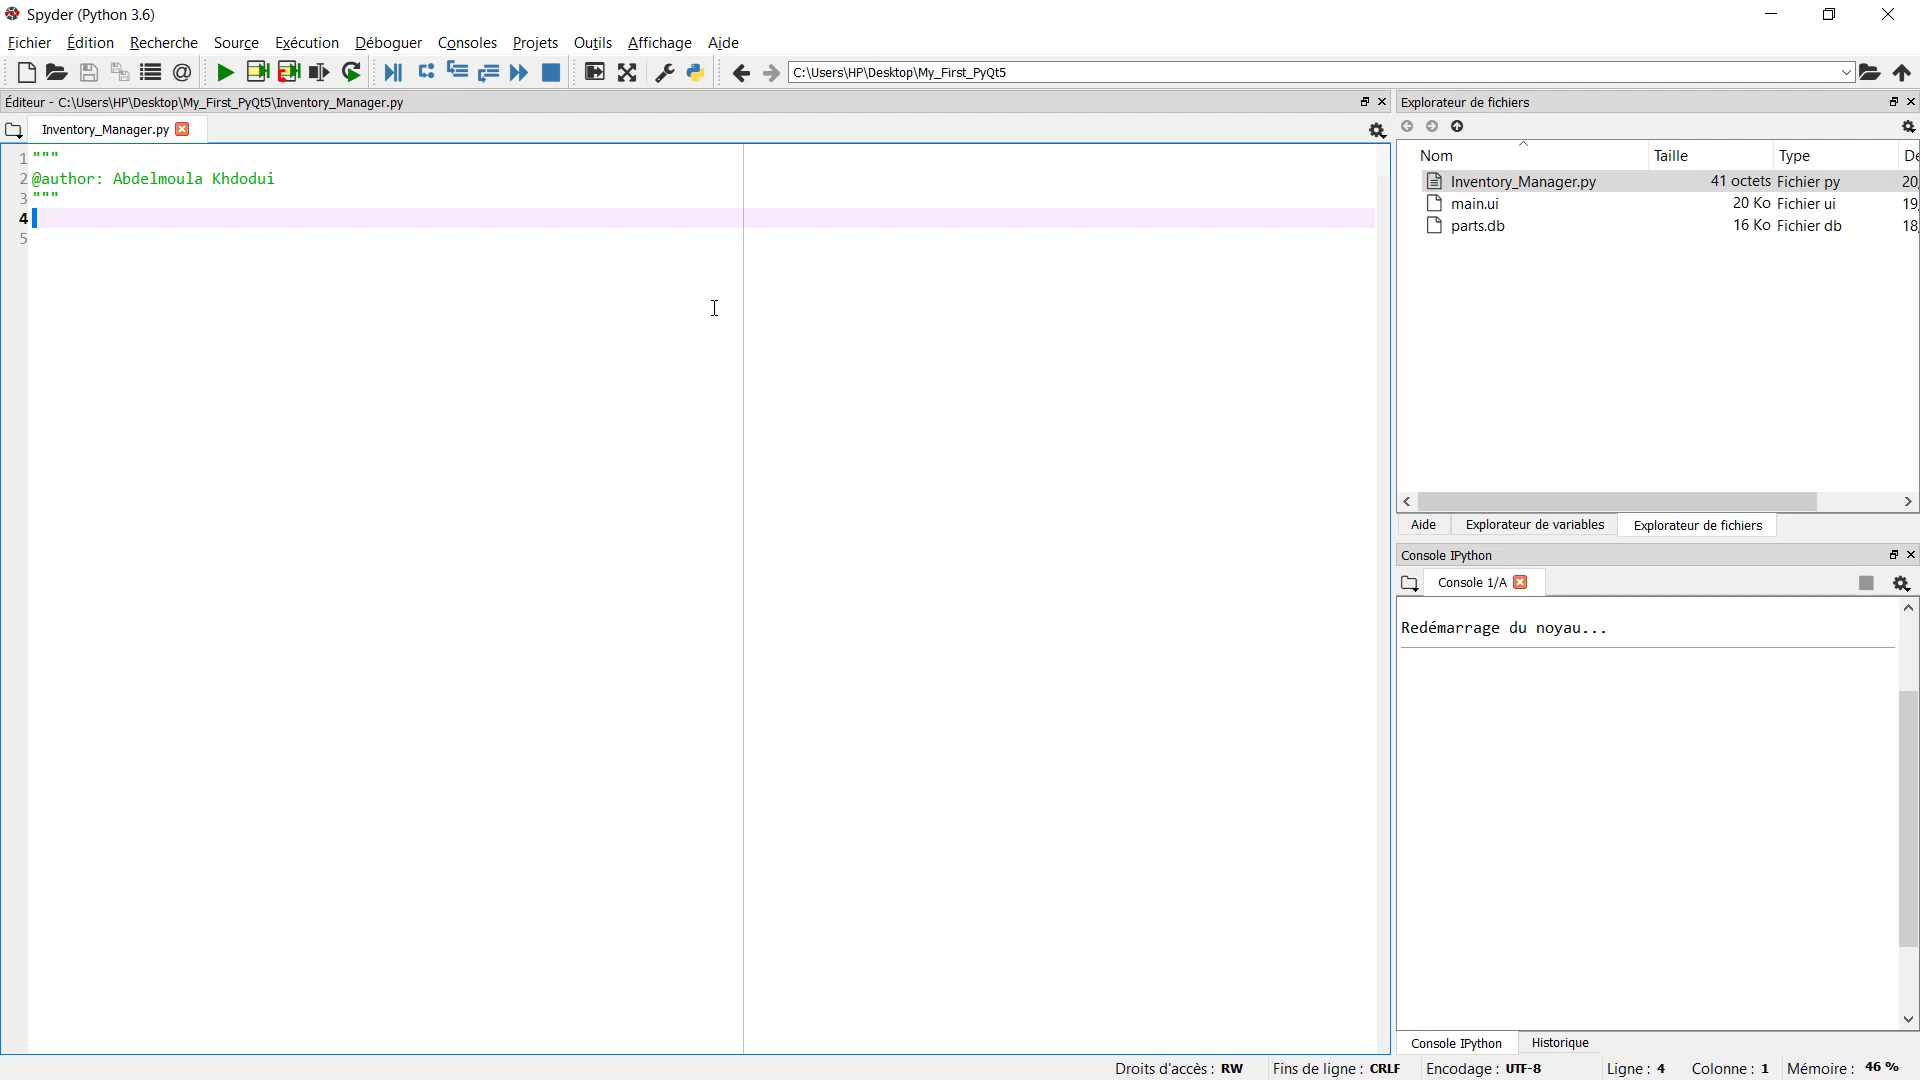 Spyder (Python 3.6)
Fichier Édition Recherche Source Exécution Déboguer Consoles Projets Outils Affichage Aide
C:\Users\HP\Desktop\My_First_PyQt5
Éditeur - C:\Users\HP\Desktop\My_First_PyQt5\Inventory_Manager.py
Inventory_Manager.py
1 """
2 @author: Abdelmoula Khdodui
3 """
4
5
Explorateur de fichiers
Nom Taille Type
Inventory_Manager.py 41 octets Fichier py 20
main.ui 20 Ko Fichier ui 19
parts.db 16 Ko Fichier db 18
Aide Explorateur de variables Explorateur de fichiers
Console IPython
Console 1/A
Redémarrage du noyau...
Console IPython Historique
Droits d'accès : RW Fins de ligne : CRLF Encodage : UTF-8 Ligne : 4 Colonne : 1 Mémoire : 46 %